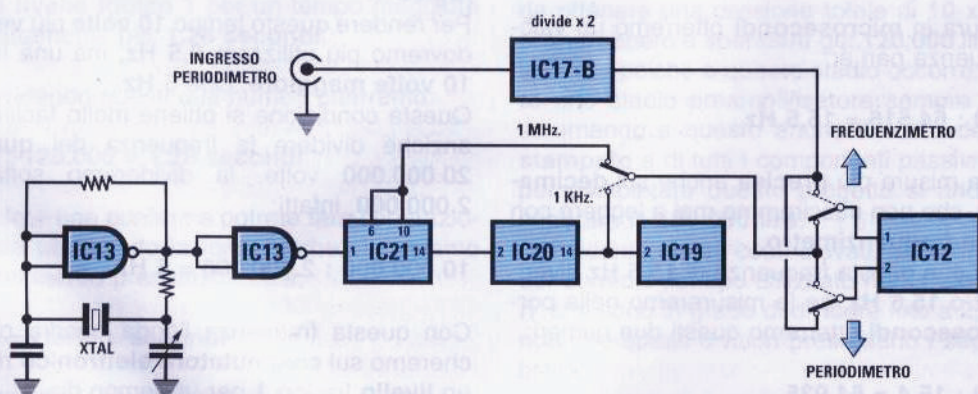 divide x 2
INGRESSO
PERIODIMETRO
IC17-B
1 MHz.
FREQUENZIMETRO
1 KHz.
IC13
IC13
6 10
1 IC21 14
2 IC20 14
2 IC19
1
2
IC12
XTAL
PERIODIMETRO